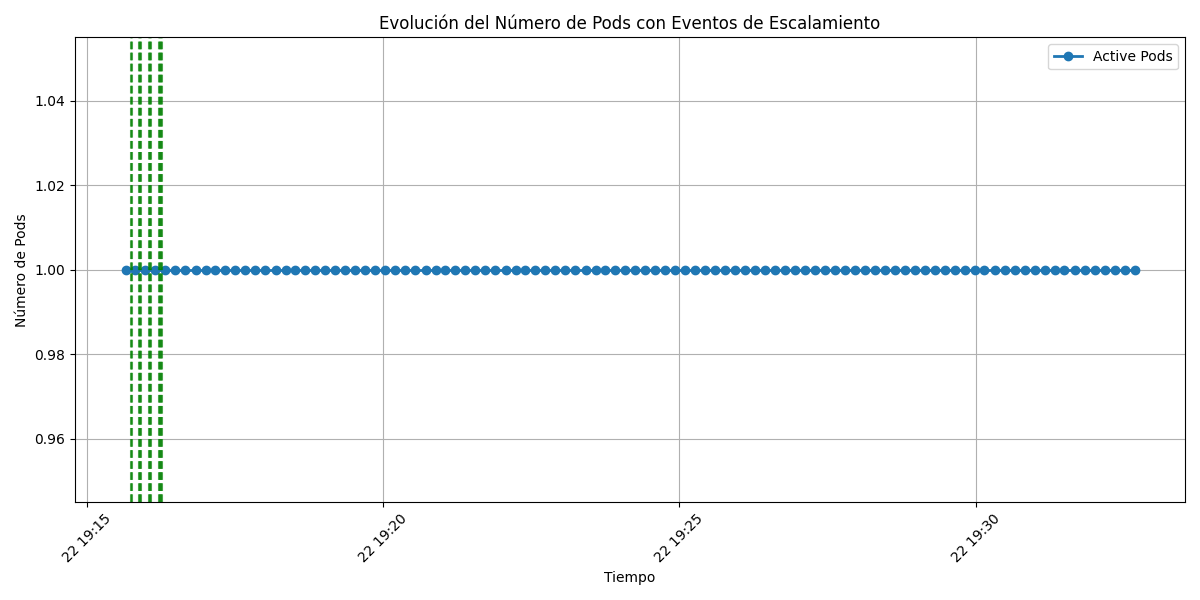 Evolución del Número de Pods con Eventos de Escalamiento
Active Pods
Número de Pods
1.04
1.02
1.00
0.98
0.96
22 19:15
22 19:20
22 19:25
22 19:30
Tiempo